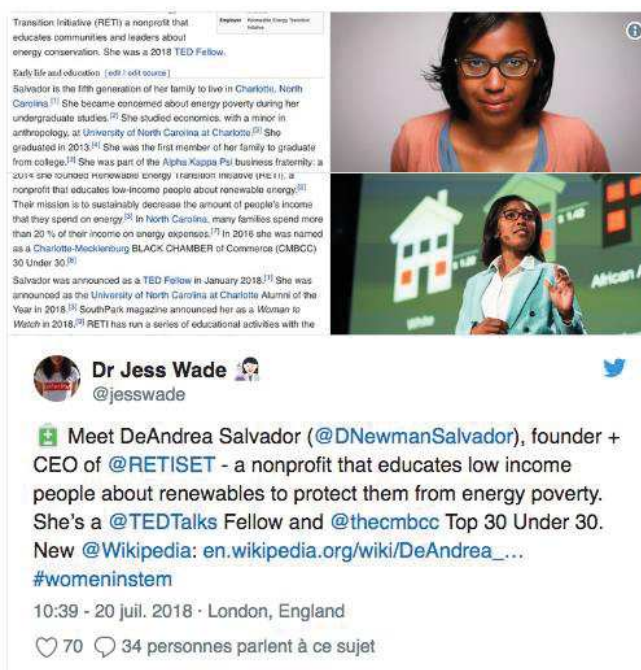 Transition Initiative (RETI) a nonprofit that
educates communities and leaders about
energy conservation. She was a 2018 TED Fellow.
Employer Renewable Energy Transition
Initiative
Early life and education [edit | edit source]
Salvador is the fifth generation of her family to live in Charlotte, North
Carolina.[1] She became concerned about energy poverty during her
undergraduate studies.[2] She studied economics, with a minor in
anthropology, at University of North Carolina at Charlotte.[3] She
graduated in 2013.[4] She was the first member of her family to graduate
from college.[3] She was part of the Alpha Kappa Psi business fraternity: a
2014 she founded Renewable Energy Transition Initiative (RETI), a
nonprofit that educates low-income people about renewable energy.[5]
Their mission is to sustainably decrease the amount of people's income
that they spend on energy.[6] In North Carolina, many families spend more
than 20 % of their income on energy expenses.[7] In 2016 she was named
as a Charlotte-Mecklenburg BLACK CHAMBER of Commerce (CMBCC)
30 Under 30.[8]
Salvador was announced as a TED Fellow in January 2018.[1] She was
announced as the University of North Carolina at Charlotte Alumni of the
Year in 2018.[3] SouthPark magazine announced her as a Woman to
Watch in 2018.[9] RETI has run a series of educational activities with the
$ 1.20
$ 1.42
White
African A
Dr Jess Wade
@jesswade
Meet DeAndrea Salvador (@DNewmanSalvador), founder +
CEO of @RETISET - a nonprofit that educates low income
people about renewables to protect them from energy poverty.
She's a @TEDTalks Fellow and @thecmbcc Top 30 Under 30.
New @Wikipedia: en.wikipedia.org/wiki/DeAndrea_…
#womeninstem
10:39 - 20 juil. 2018 · London, England
70 34 personnes parlent à ce sujet